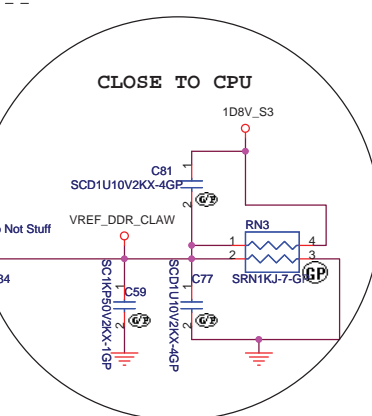 CLOSE TO CPU
1D8V_S3
C81
1
SCD1U10V2KX-4GP
2
G/P
o Not Stuff
VREF_DDR_CLAW
RN3
1
4
2
3
SRN1KJ-7-GP
GP
34
SC1KP50V2KX-1GP
1
C59
2
G/P
SCD1U10V2KX-4GP
1
C77
2
G/P